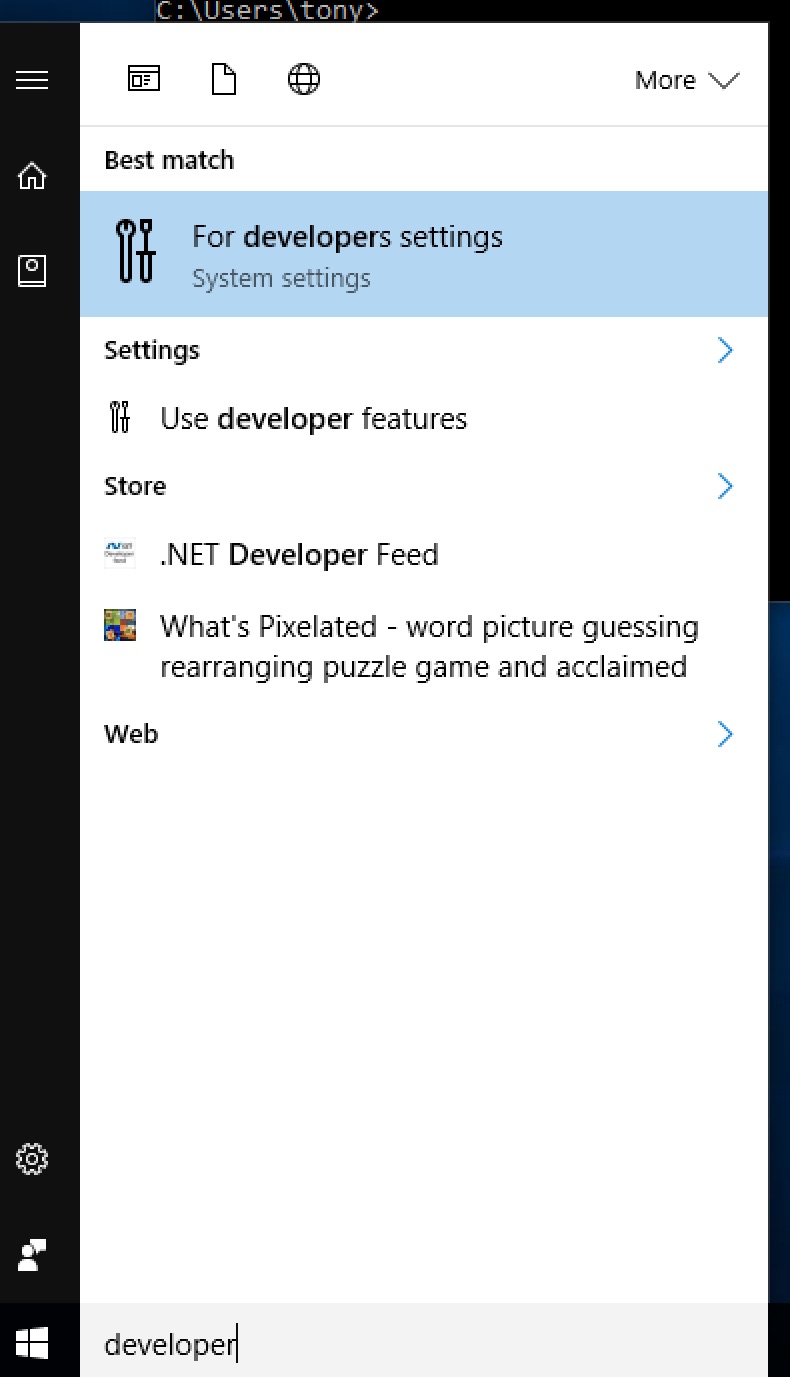 C:\Users\tony>
More
Best match
For developers settings
System settings
Settings
Use developer features
Store
.NET Developer Feed
What's Pixelated - word picture guessing
rearranging puzzle game and acclaimed
Web
developer